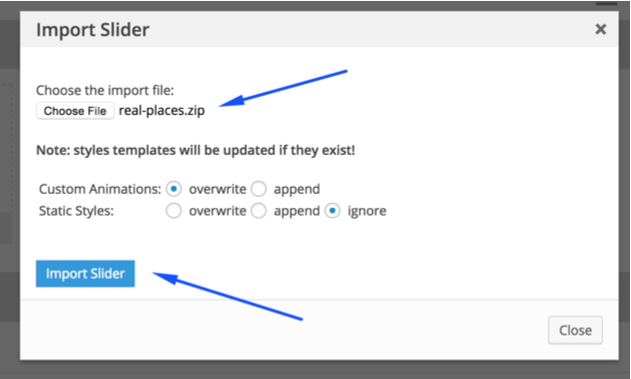 Import Slider
Choose the import file:
Choose File real-places.zip
Note: styles templates will be updated if they exist!
Custom Animations: overwrite append
Static Styles: overwrite append ignore
Import Slider
Close